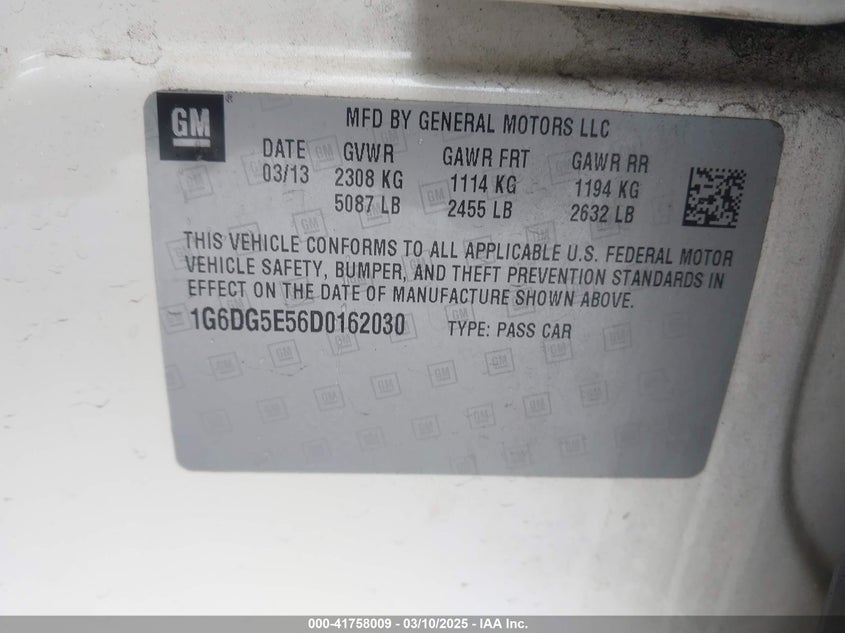 GM ®
MFD BY GENERAL MOTORS LLC
DATE GVWR GAWR FRT GAWR RR
03/13 2308 KG 1114 KG 1194 KG
5087 LB 2455 LB 2632 LB
THIS VEHICLE CONFORMS TO ALL APPLICABLE U.S. FEDERAL MOTOR
VEHICLE SAFETY, BUMPER, AND THEFT PREVENTION STANDARDS IN
EFFECT ON THE DATE OF MANUFACTURE SHOWN ABOVE.
1G6DG5E56D0162030 TYPE: PASS CAR
000-41758009 - 03/10/2025 - IAA Inc.